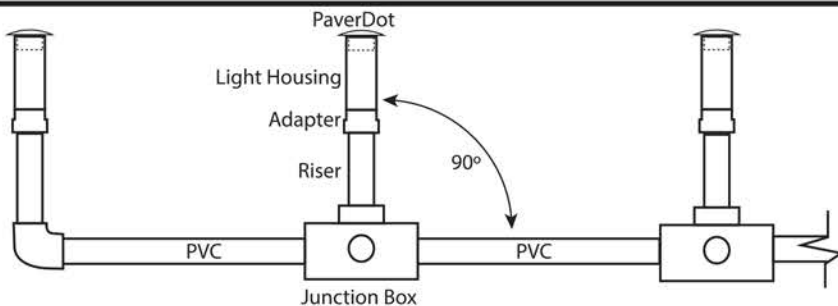 PaverDot
Light Housing
Adapter
90º
Riser
PVC
PVC
Junction Box